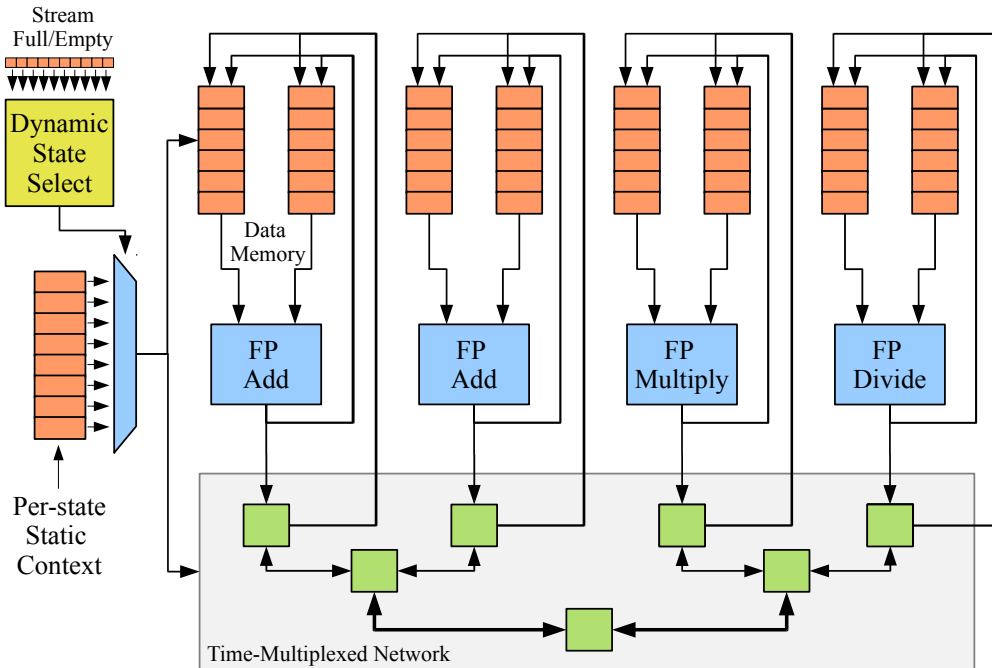 Stream
Full/Empty
Dynamic
State
Select
Data
Memory
FP
Add
FP
Add
FP
Multiply
FP
Divide
Per-state
Static
Context
Time-Multiplexed Network